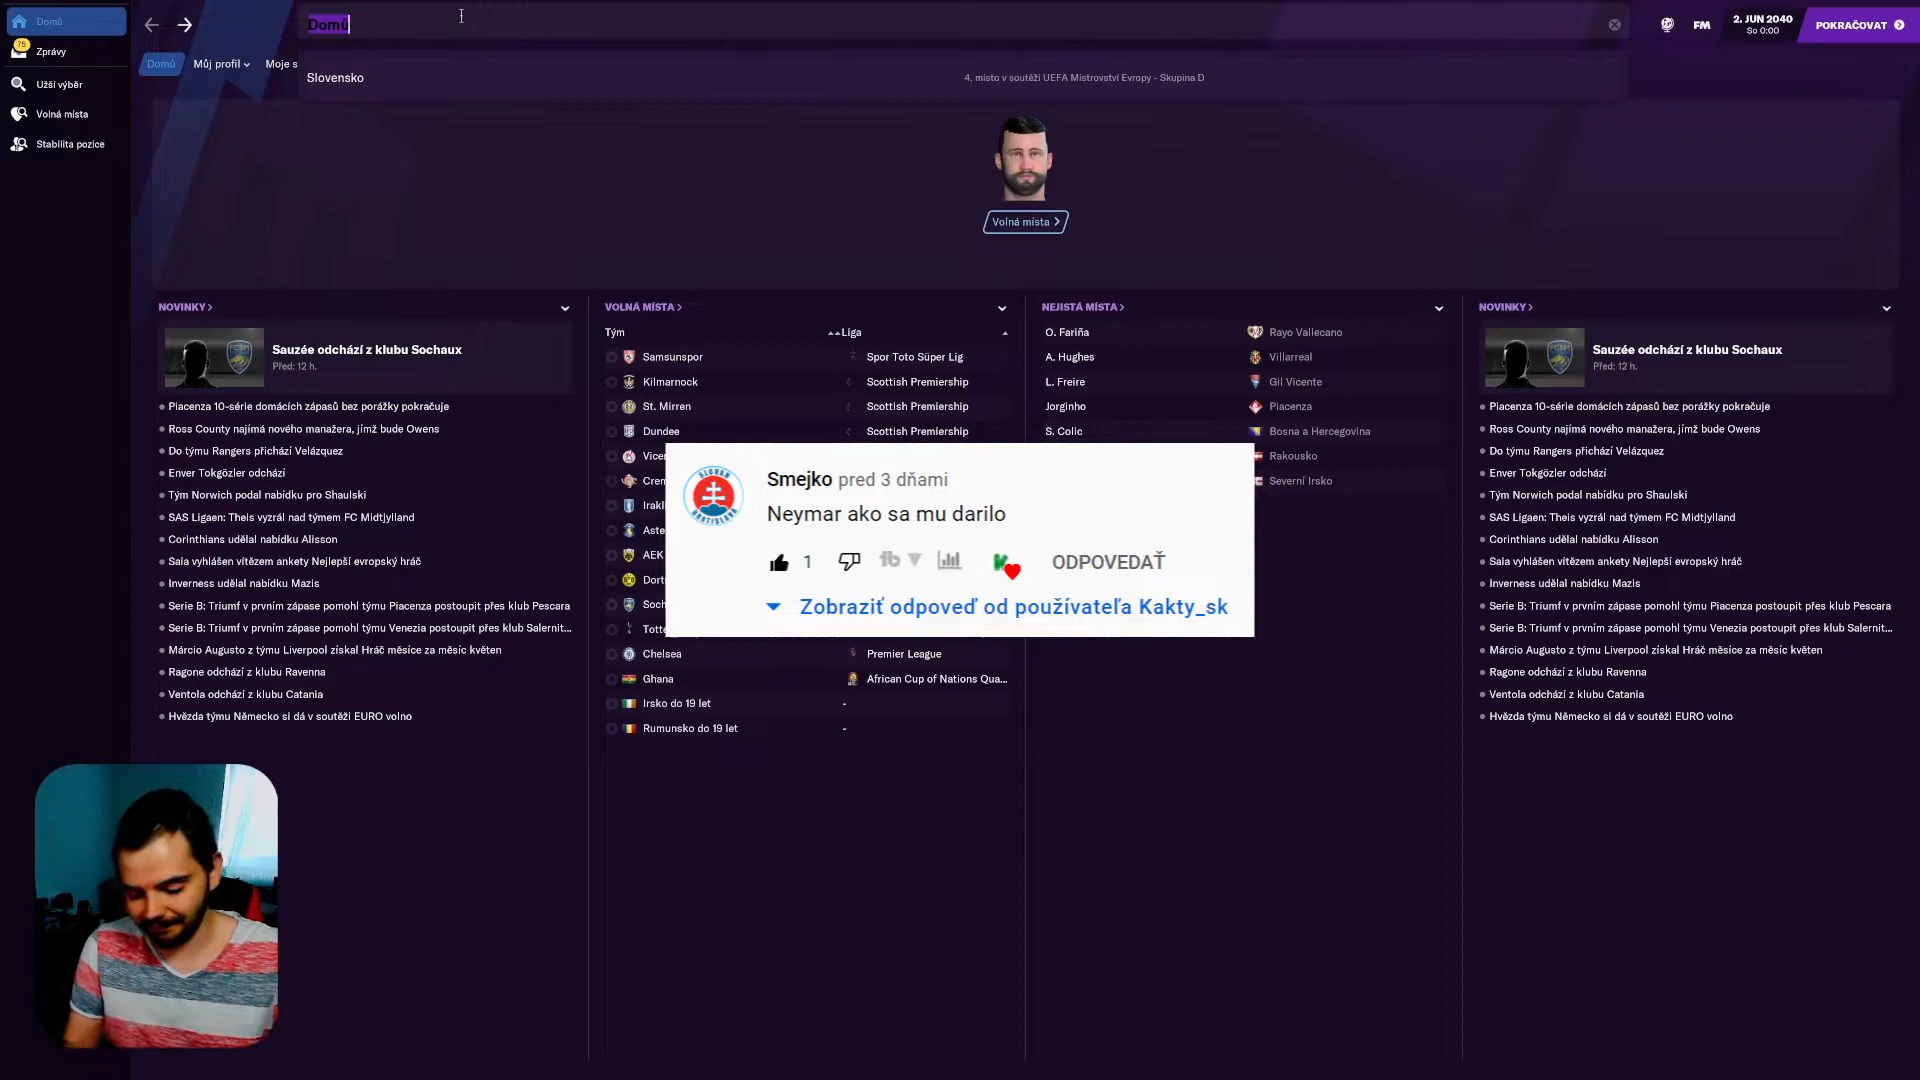 Domů
75
Zprávy
Užší výběr
Volná místa
Stabilita pozice
Domů
FM
2. JUN 2040
So 0:00
POKRAČOVAT
Domů
Můj profil
Moje s
Slovensko
4. místo v soutěži UEFA Mistrovství Evropy - Skupina D
Volná místa
NOVINKY
Sauzée odchází z klubu Sochaux
Před: 12 h.
Piacenza 10-série domácích zápasů bez porážky pokračuje
Ross County najímá nového manažera, jímž bude Owens
Do týmu Rangers přichází Velázquez
Enver Tokgözler odchází
Tým Norwich podal nabídku pro Shaulski
SAS Ligaen: Theis vyzrál nad týmem FC Midtjylland
Corinthians udělal nabídku Alisson
Saia vyhlášen vítězem ankety Nejlepší evropský hráč
Inverness udělal nabídku Mazis
Serie B: Triumf v prvním zápase pomohl týmu Piacenza postoupit přes klub Pescara
Serie B: Triumf v prvním zápase pomohl týmu Venezia postoupit přes klub Salernit...
Márcio Augusto z týmu Liverpool získal Hráč měsíce za měsíc květen
Ragone odchází z klubu Ravenna
Ventola odchází z klubu Catania
Hvězda týmu Německo si dá v soutěži EURO volno
VOLNÁ MÍSTA
Tým Liga
Samsunspor Spor Toto Süper Lig
Kilmarnock Scottish Premiership
St. Mirren Scottish Premiership
Dundee Scottish Premiership
Vice
Crem
Irakli
Aste
AEK
Dort
Soch
Totte
Chelsea Premier League
Ghana African Cup of Nations Qua...
Irsko do 19 let -
Rumunsko do 19 let -
NEJISTÁ MÍSTA
O. Fariña Rayo Vallecano
A. Hughes Villarreal
L. Freire Gil Vicente
Jorginho Piacenza
S. Colic Bosna a Hercegovina
Rakousko
Severní Irsko
SLOVAN
BRATISLAVA
Smejko pred 3 dňami
Neymar ako sa mu darilo
1
tb
ODPOVEDAŤ
Zobraziť odpoveď od používateľa Kakty_sk
NOVINKY
Sauzée odchází z klubu Sochaux
Před: 12 h.
Piacenza 10-série domácích zápasů bez porážky pokračuje
Ross County najímá nového manažera, jímž bude Owens
Do týmu Rangers přichází Velázquez
Enver Tokgözler odchází
Tým Norwich podal nabídku pro Shaulski
SAS Ligaen: Theis vyzrál nad týmem FC Midtjylland
Corinthians udělal nabídku Alisson
Saia vyhlášen vítězem ankety Nejlepší evropský hráč
Inverness udělal nabídku Mazis
Serie B: Triumf v prvním zápase pomohl týmu Piacenza postoupit přes klub Pescara
Serie B: Triumf v prvním zápase pomohl týmu Venezia postoupit přes klub Salernit...
Márcio Augusto z týmu Liverpool získal Hráč měsíce za měsíc květen
Ragone odchází z klubu Ravenna
Ventola odchází z klubu Catania
Hvězda týmu Německo si dá v soutěži EURO volno